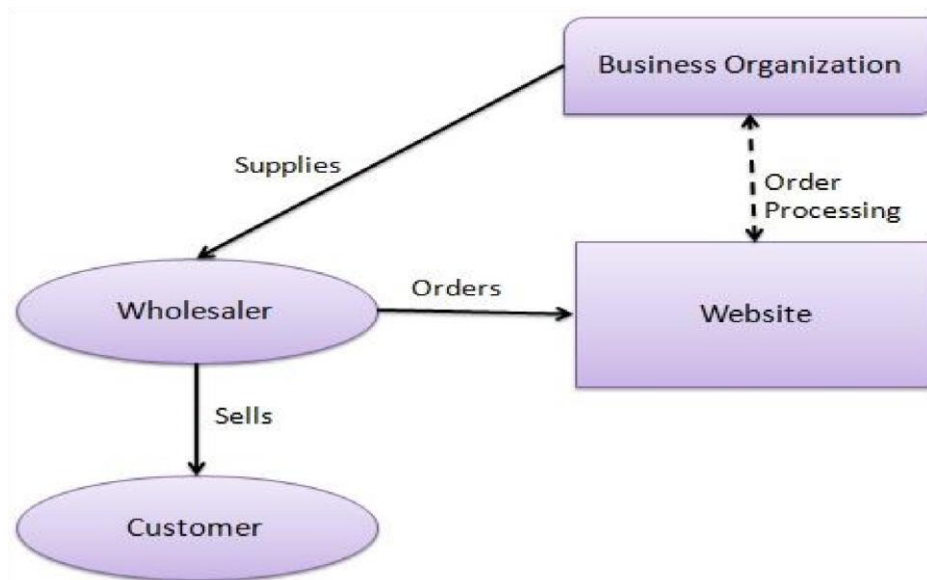 Business Organization
Supplies
Order
Processing
Wholesaler
Orders
Website
Sells
Customer